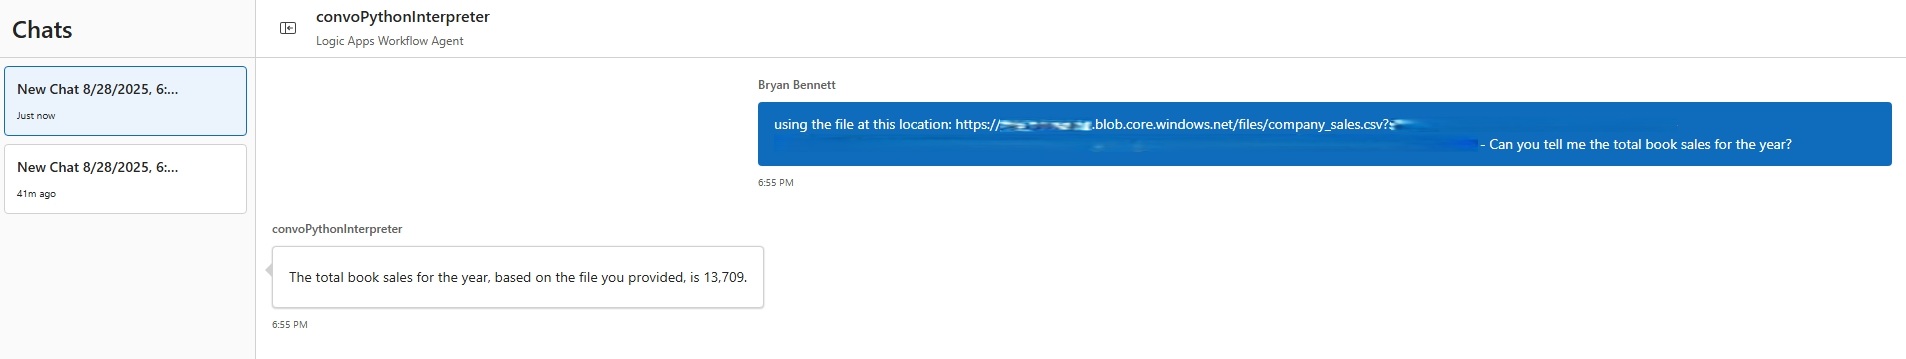 Chats
New Chat 8/28/2025, 6:...
Just now
New Chat 8/28/2025, 6:...
41m ago
convoPythonInterpreter
Logic Apps Workflow Agent
Bryan Bennett
using the file at this location: https:// .blob.core.windows.net/files/company_sales.csv?
- Can you tell me the total book sales for the year?
6:55 PM
convoPythonInterpreter
The total book sales for the year, based on the file you provided, is 13,709.
6:55 PM